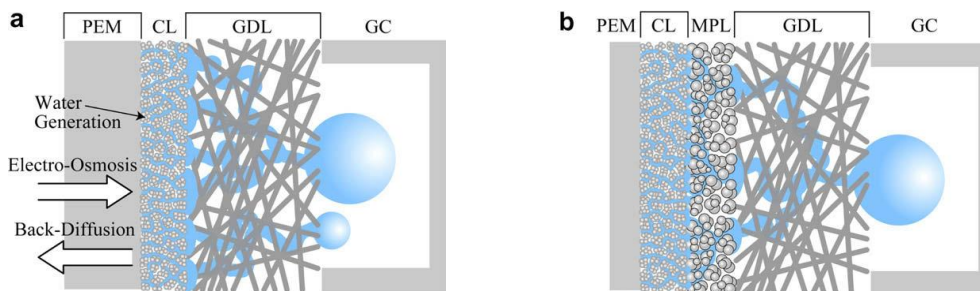 a
PEM CL GDL GC
Water
Generation
Electro-Osmosis
Back-Diffusion
b
PEM CL MPL GDL GC